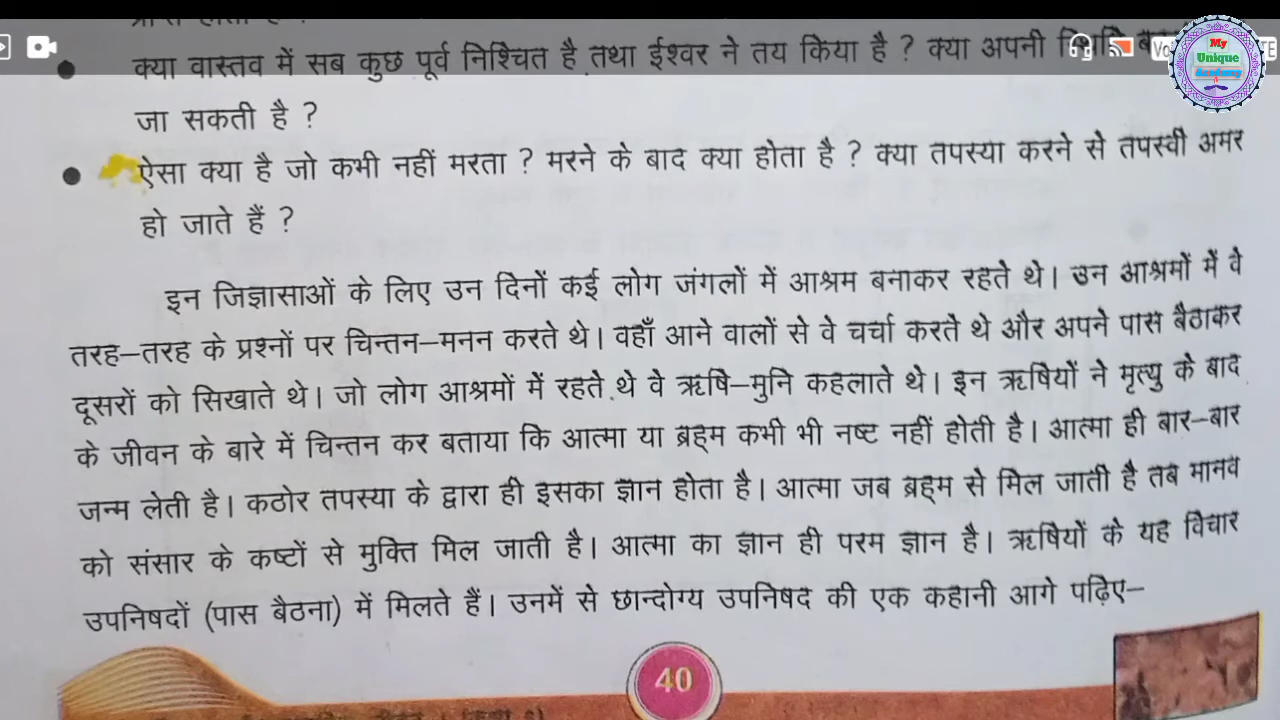 क्या वास्तव में सब कुछ पूर्व निश्चित है तथा ईश्वर ने तय किया है ? क्या अपनी
जा सकती है ?
ऐसा क्या है जो कभी नहीं मरता ? मरने के बाद क्या होता है ? क्या तपस्या करने से तपस्वी अमर
हो जाते हैं ?
इन जिज्ञासाओं के लिए उन दिनों कई लोग जंगलों में आश्रम बनाकर रहते थे। उन आश्रमों में वे
तरह–तरह के प्रश्नों पर चिन्तन–मनन करते थे। वहाँ आने वालों से वे चर्चा करते थे और अपने पास बैठाकर
दूसरों को सिखाते थे। जो लोग आश्रमों में रहते थे वे ऋषि–मुनि कहलाते थे। इन ऋषियों ने मृत्यु के बाद
के जीवन के बारे में चिन्तन कर बताया कि आत्मा या ब्रह्म कभी भी नष्ट नहीं होती है। आत्मा ही बार–बार
जन्म लेती है। कठोर तपस्या के द्वारा ही इसका ज्ञान होता है। आत्मा जब ब्रह्म से मिल जाती है तब मानव
को संसार के कष्टों से मुक्ति मिल जाती है। आत्मा का ज्ञान ही परम ज्ञान है। ऋषियों के यह विचार
उपनिषदों (पास बैठना) में मिलते हैं। उनमें से छान्दोग्य उपनिषद की एक कहानी आगे पढ़िए–
40
My
Unique